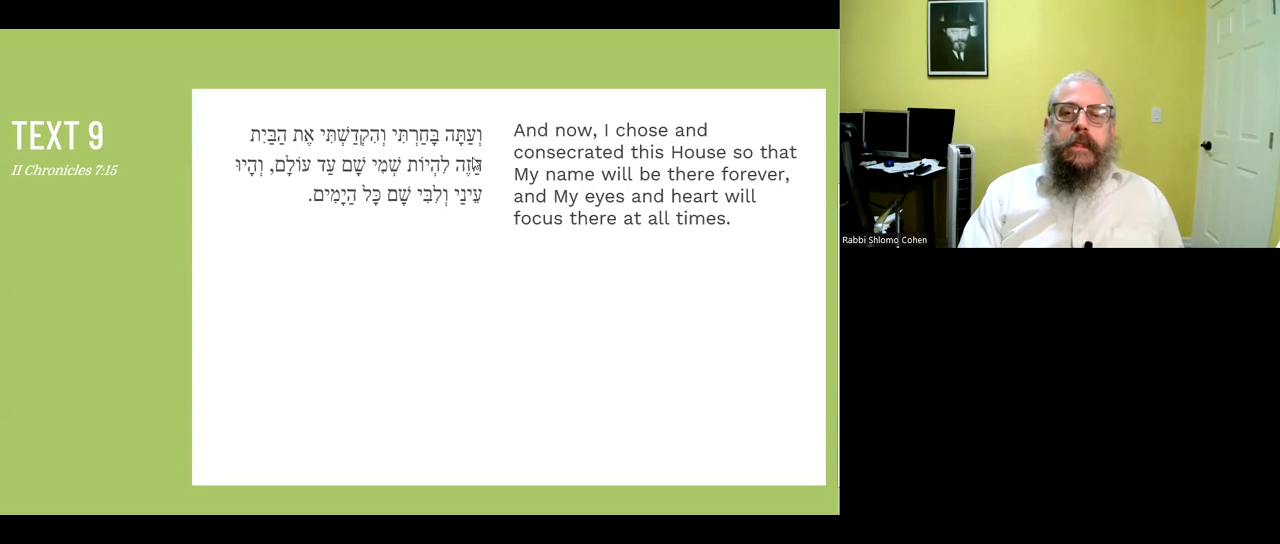 TEXT 9
II Chronicles 7:15
וְעַתָּה בָּחַרְתִּי וְהִקְדַשְׁתִּי אֶת הַבַּיִת
הַזֶּה לִהְיוֹת שְׁמִי שָׁם עַד עוֹלָם, וְהָיוּ
עֵינַי וְלִבִּי שָׁם כָּל הַיָמִים.
And now, I chose and
consecrated this House so that
My name will be there forever,
and My eyes and heart will
focus there at all times.
Rabbi Shlomo Cohen